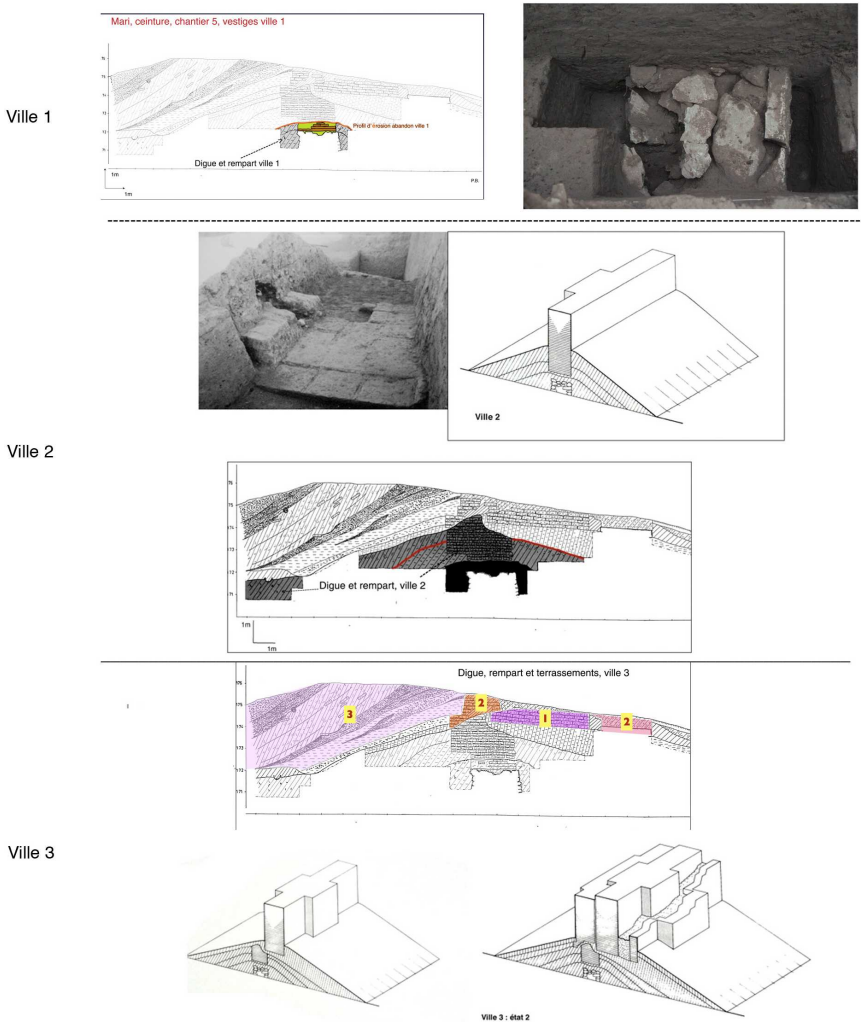 Mari, ceinture, chantier 5, vestiges ville 1
Ville 1
Profil d'érosion abandon ville 1
Digue et rempart ville 1
1m
1m
P.B.
Ville 2
Ville 2
Digue et rempart, ville 2
1m
1m
Digue, rempart et terrassements, ville 3
3
2
1
2
Ville 3
Ville 3 : état 2